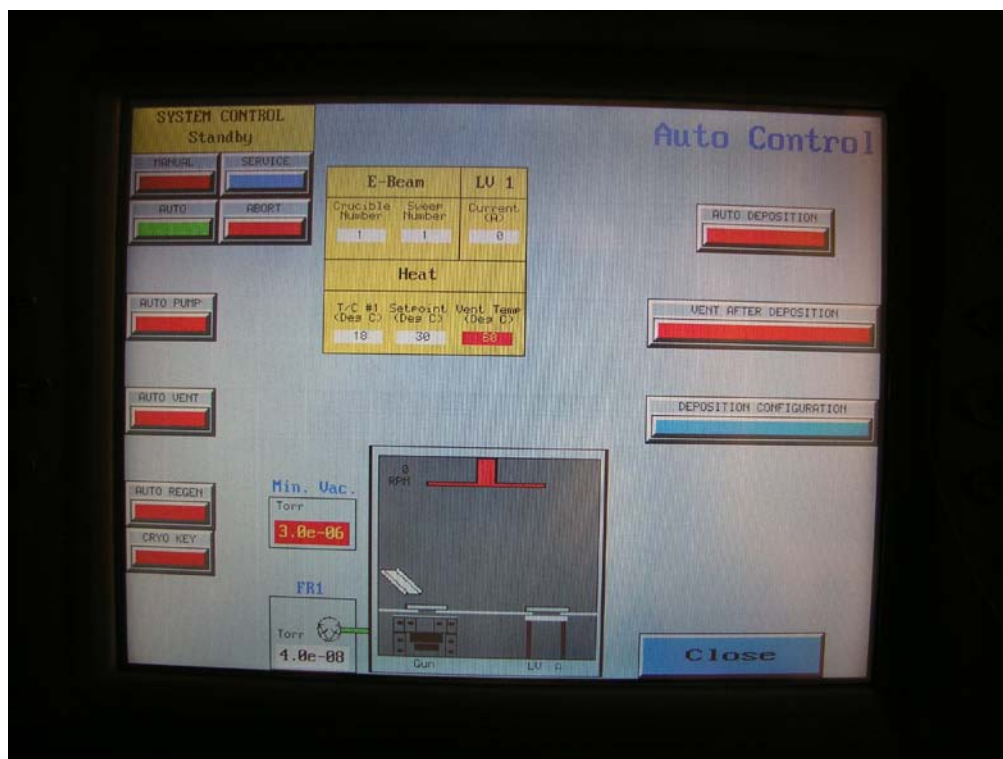 SYSTEM CONTROL
Standby
Auto Control
MANUAL
SERVICE
AUTO
ABORT
E-Beam
LV 1
Crucible Number
Sweep Number
Current (A)
1
1
0
Heat
T/C #1 (Deg C)
Setpoint (Deg C)
Vent Temp (Deg C)
18
30
60
AUTO DEPOSITION
VENT AFTER DEPOSITION
DEPOSITION CONFIGURATION
AUTO PUMP
AUTO VENT
AUTO REGEN
CRYO KEY
Min. Vac.
Torr
3.0e-06
FR1
Torr
4.0e-08
0
RPM
Gun
LV A
Close